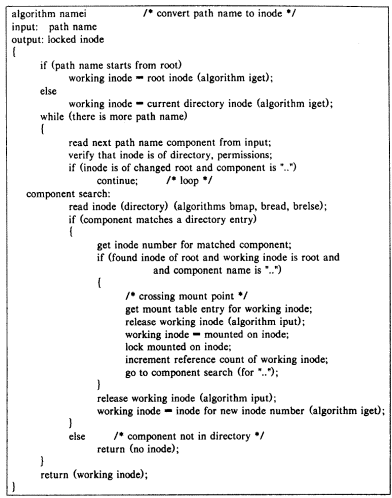 algorithm namei /* convert path name to inode */
input: path name
output: locked inode
{
if (path name starts from root)
working inode = root inode (algorithm iget);
else
working inode = current directory inode (algorithm iget);
while (there is more path name)
{
read next path name component from input;
verify that inode is of directory, permissions;
if (inode is of changed root and component is "..")
continue; /* loop */
component search:
read inode (directory) (algorithms bmap, bread, brelse);
if (component matches a directory entry)
{
get inode number for matched component;
if (found inode of root and working inode is root and
and component name is "..")
{
/* crossing mount point */
get mount table entry for working inode;
release working inode (algorithm iput);
working inode = mounted on inode;
lock mounted on inode;
increment reference count of working inode;
go to component search (for "..");
}
release working inode (algorithm iput);
working inode = inode for new inode number (algorithm iget);
}
else /* component not in directory */
return (no inode);
}
return (working inode);
}